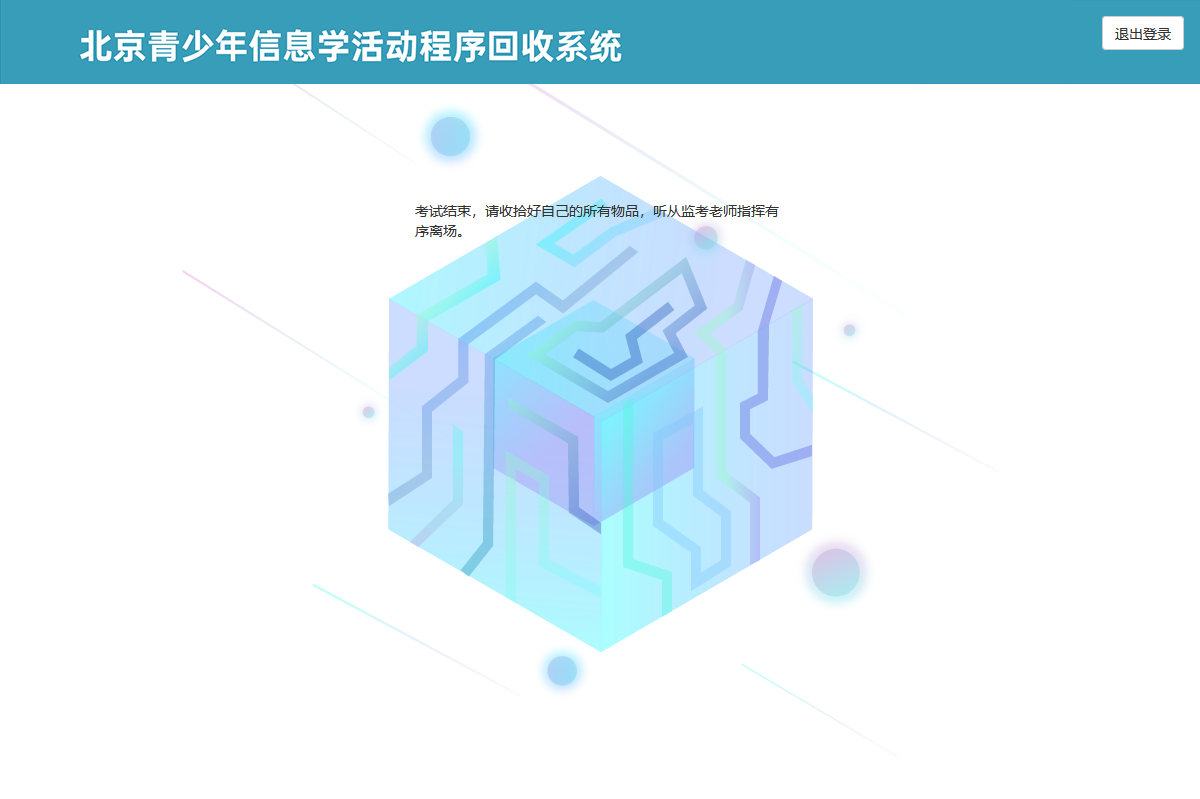 北京青少年信息学活动程序回收系统
退出登录
考试结束，请收拾好自己的所有物品，听从监考老师指挥有
序离场。